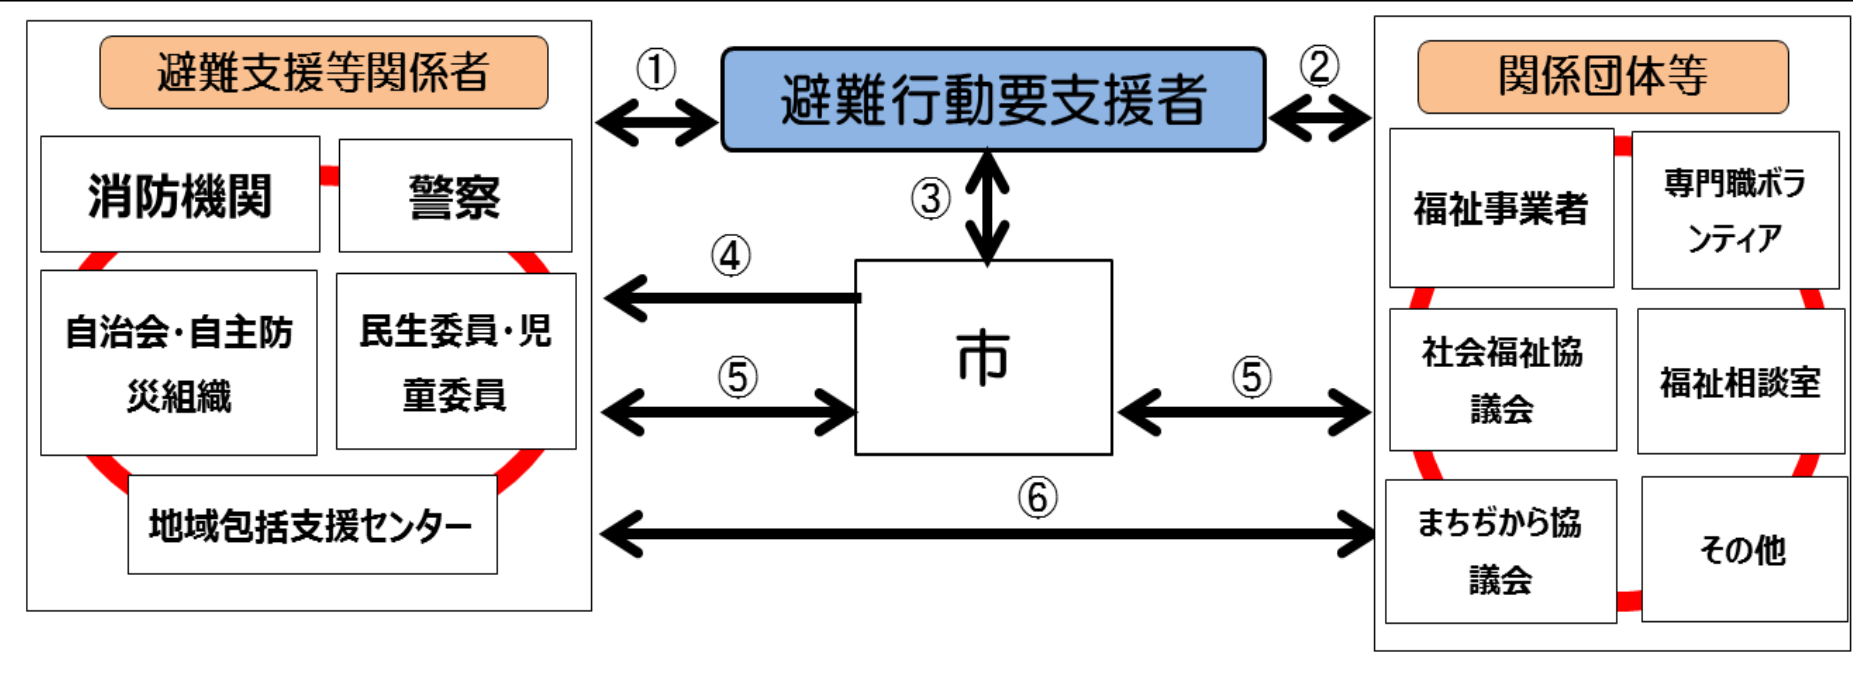 避難支援等関係者
消防機関
警察
自治会・自主防
災組織
民生委員・児
童委員
地域包括支援センター
①
避難行動要支援者
②
③
④
市
⑤
⑤
⑥
関係団体等
福祉事業者
専門職ボラ
ンティア
社会福祉協
議会
福祉相談室
まちぢから協
議会
その他